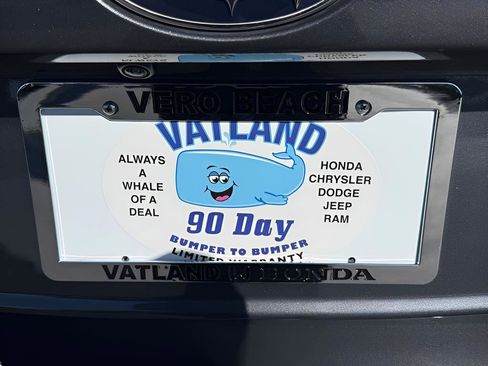 VERO BEACH
VATLAND
ALWAYS
A
WHALE
OF A
DEAL
HONDA
CHRYSLER
DODGE
JEEP
RAM
90 Day
BUMPER TO BUMPER
LIMITED WARRANTY
VATLAND HONDA